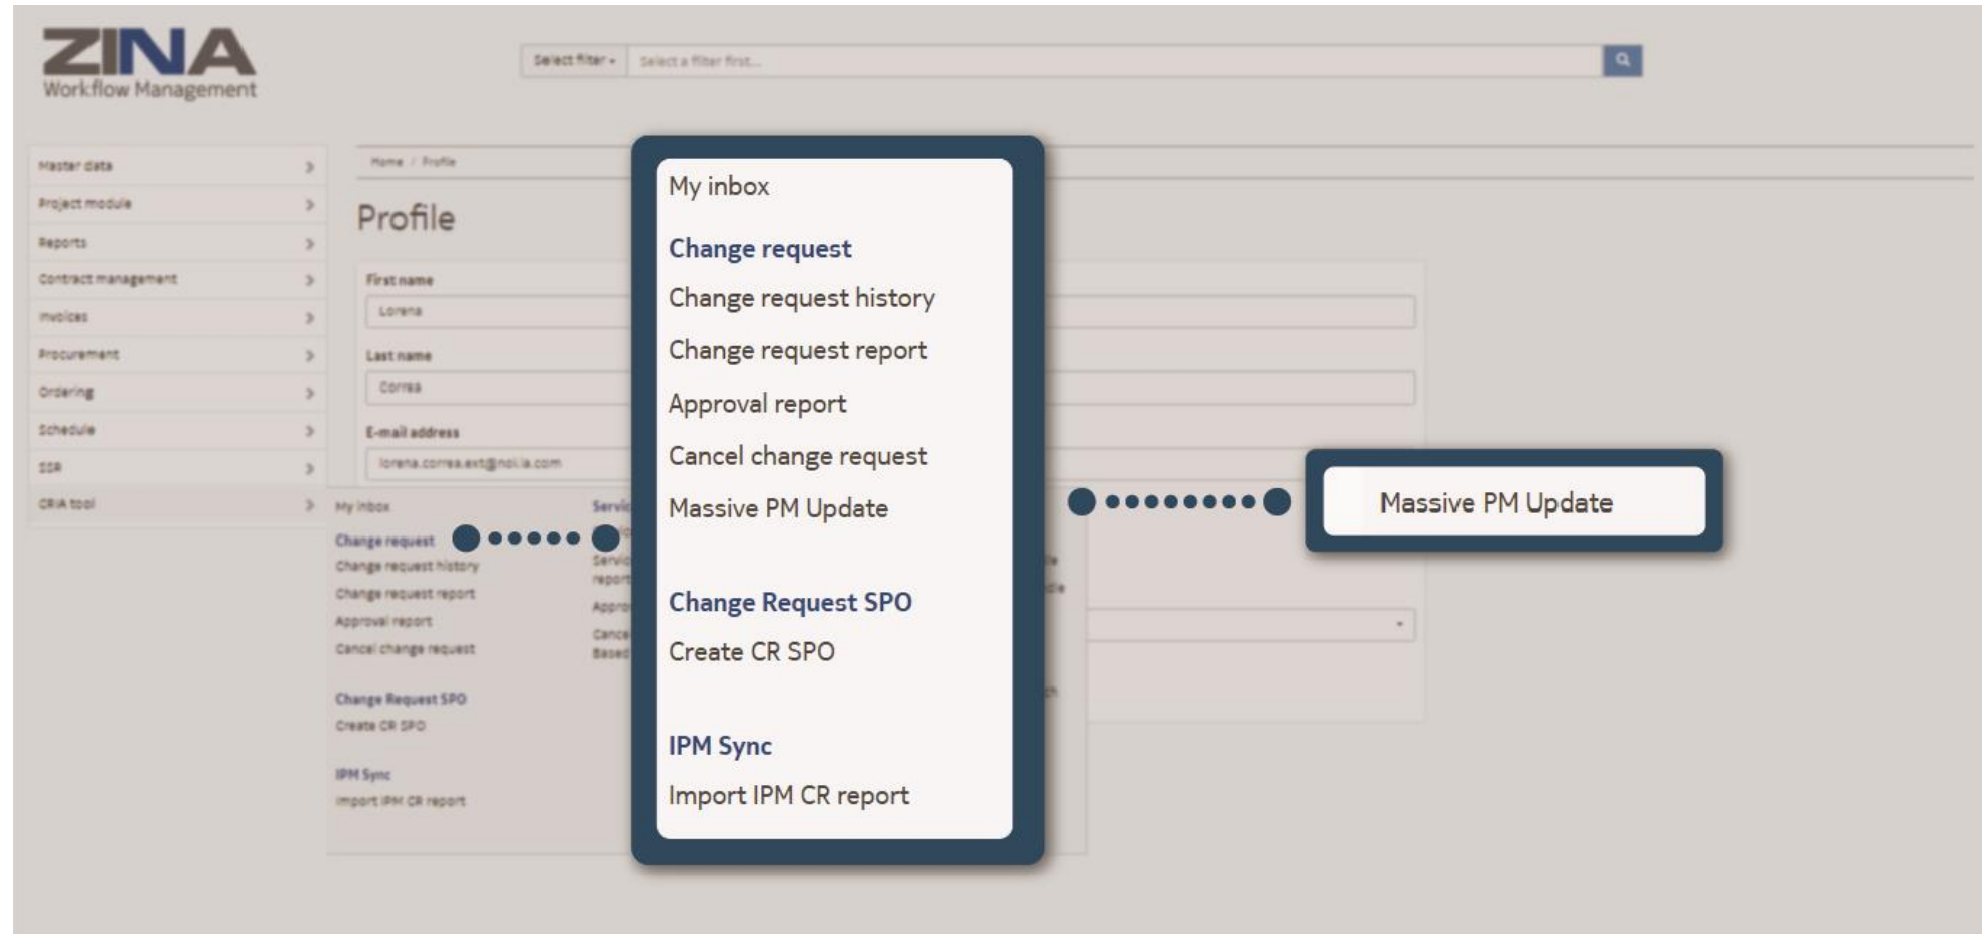 ZINA
Workflow Management
Select filter
Select a filter first...
Master data
Project module
Reports
Contract management
Invoices
Procurement
Ordering
Schedule
SSR
CRIA tool
Home / Profile
Profile
First name
Lorena
Last name
Correa
E-mail address
My inbox
Change request
Change request history
Change request report
Approval report
Cancel change request
Change Request SPO
Create CR SPO
IPM Sync
Import IPM CR report
report
Based
My inbox
Change request
Change request history
Change request report
Approval report
Cancel change request
Massive PM Update
Change Request SPO
Create CR SPO
IPM Sync
Import IPM CR report
Massive PM Update